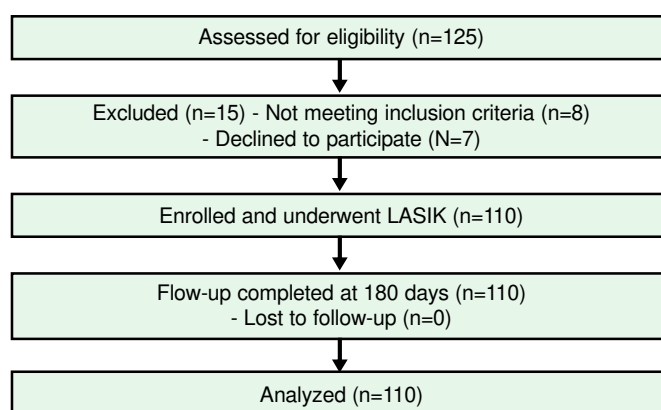 Assessed for eligibility (n=125)
Excluded (n=15) - Not meeting inclusion criteria (n=8)
- Declined to participate (N=7)
Enrolled and underwent LASIK (n=110)
Flow-up completed at 180 days (n=110)
- Lost to follow-up (n=0)
Analyzed (n=110)